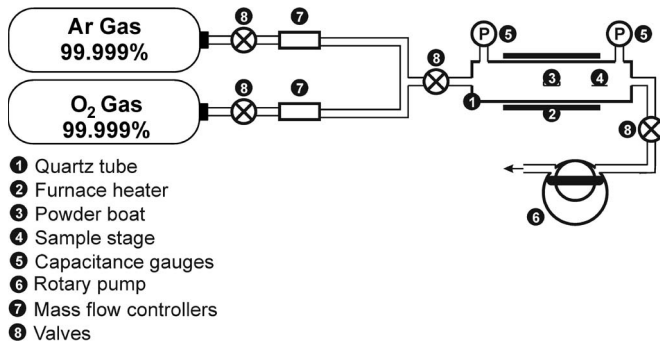 Ar Gas
99.999%
O₂ Gas
99.999%
8
7
8
7
8
P
5
P
5
3
4
1
2
8
6
1 Quartz tube
2 Furnace heater
3 Powder boat
4 Sample stage
5 Capacitance gauges
6 Rotary pump
7 Mass flow controllers
8 Valves